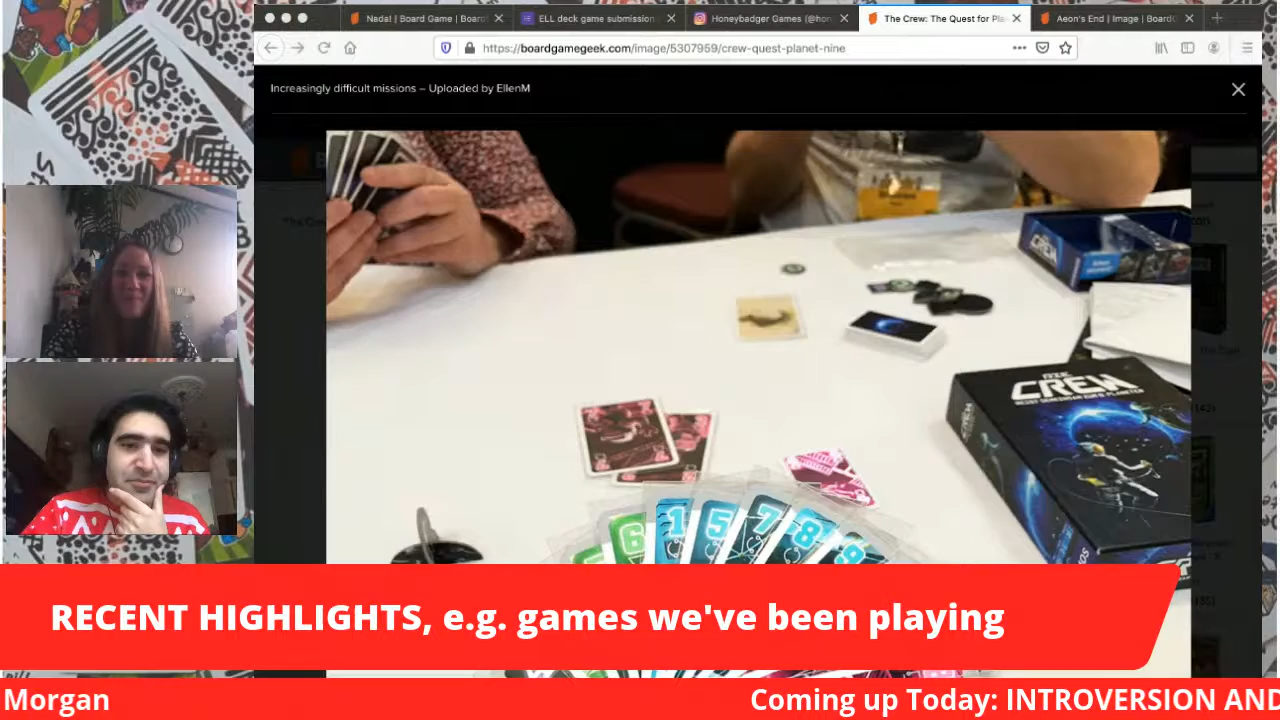 Nadal | Board Game | Board
ELL deck game submission
Honeybadger Games (@hon
The Crew: The Quest for Pla
Aeon's End | Image | Board
https://boardgamegeek.com/image/5307959/crew-quest-planet-nine
Increasingly difficult missions – Uploaded by EllenM
CREW
CREW
6
1
5
7
8
9
RECENT HIGHLIGHTS, e.g. games we've been playing
Morgan
Coming up Today: INTROVERSION AND